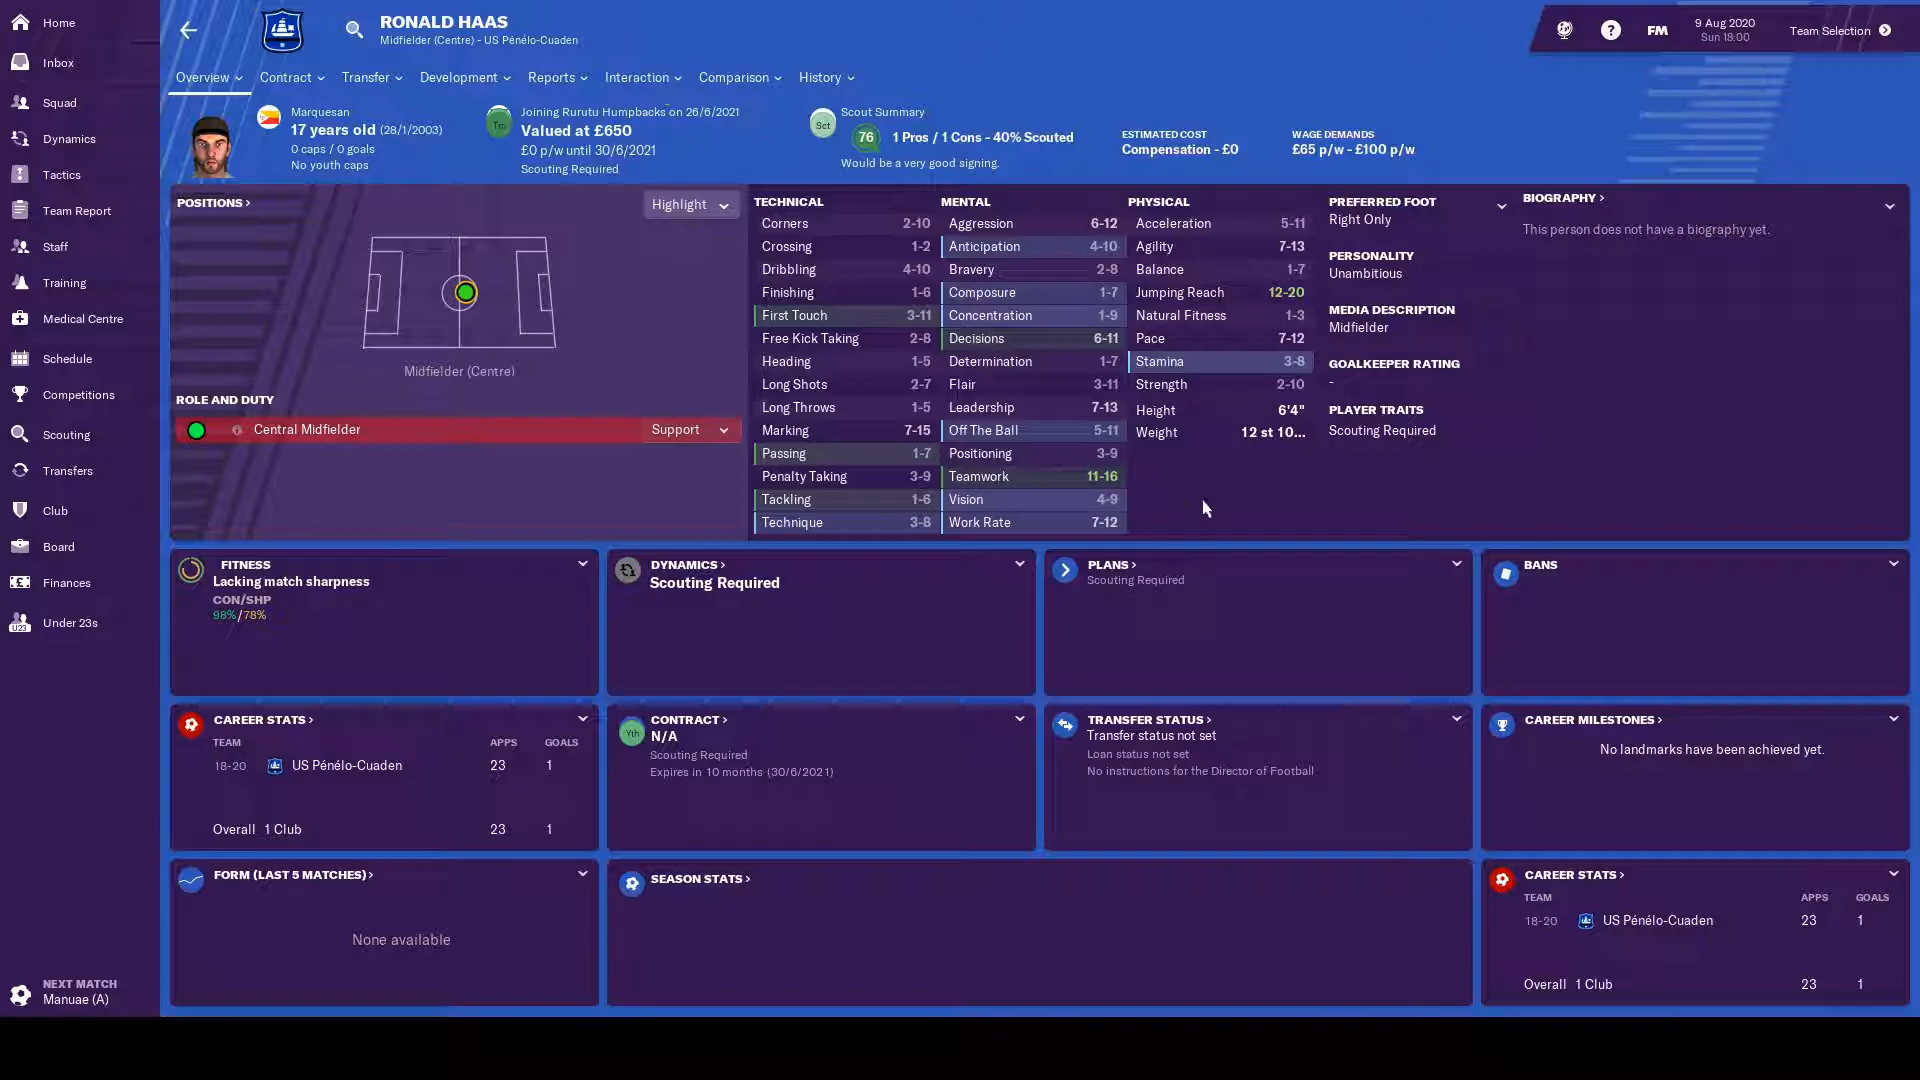 Home
Inbox
Squad
Dynamics
Tactics
Team Report
Staff
Training
Medical Centre
Schedule
Competitions
Scouting
Transfers
Club
Board
Finances
U23
Under 23s
NEXT MATCH
Manuae (A)
RONALD HAAS
Midfielder (Centre) - US Pénélo-Cuaden
? FM
9 Aug 2020
Sun 18:00
Team Selection
Overview Contract Transfer Development Reports Interaction Comparison History
Marquesan
17 years old (28/1/2003)
0 caps / 0 goals
No youth caps
Trn
Joining Rurutu Humpbacks on 26/6/2021
Valued at £650
£0 p/w until 30/6/2021
Scouting Required
Sct
Scout Summary
76 1 Pros / 1 Cons - 40% Scouted
Would be a very good signing.
ESTIMATED COST
Compensation - £0
WAGE DEMANDS
£65 p/w - £100 p/w
POSITIONS >
Highlight
Midfielder (Centre)
ROLE AND DUTY
Central Midfielder Support
TECHNICAL
Corners 2-10
Crossing 1-2
Dribbling 4-10
Finishing 1-6
First Touch 3-11
Free Kick Taking 2-8
Heading 1-5
Long Shots 2-7
Long Throws 1-5
Marking 7-15
Passing 1-7
Penalty Taking 3-9
Tackling 1-6
Technique 3-8
MENTAL
Aggression 6-12
Anticipation 4-10
Bravery 2-8
Composure 1-7
Concentration 1-9
Decisions 6-11
Determination 1-7
Flair 3-11
Leadership 7-13
Off The Ball 5-11
Positioning 3-9
Teamwork 11-16
Vision 4-9
Work Rate 7-12
PHYSICAL
Acceleration 5-11
Agility 7-13
Balance 1-7
Jumping Reach 12-20
Natural Fitness 1-3
Pace 7-12
Stamina 3-8
Strength 2-10
Height 6'4"
Weight 12 st 10...
PREFERRED FOOT
Right Only
PERSONALITY
Unambitious
MEDIA DESCRIPTION
Midfielder
GOALKEEPER RATING
-
PLAYER TRAITS
Scouting Required
BIOGRAPHY >
This person does not have a biography yet.
FITNESS
Lacking match sharpness
CON/SHP
98%/78%
DYNAMICS >
Scouting Required
PLANS >
Scouting Required
BANS
CAREER STATS >
TEAM APPS GOALS
18-20 US Pénélo-Cuaden 23 1
Overall 1 Club 23 1
Yth
CONTRACT >
N/A
Scouting Required
Expires in 10 months (30/6/2021)
TRANSFER STATUS >
Transfer status not set
Loan status not set
No instructions for the Director of Football
CAREER MILESTONES >
No landmarks have been achieved yet.
FORM (LAST 5 MATCHES) >
None available
SEASON STATS >
CAREER STATS >
TEAM APPS GOALS
18-20 US Pénélo-Cuaden 23 1
Overall 1 Club 23 1